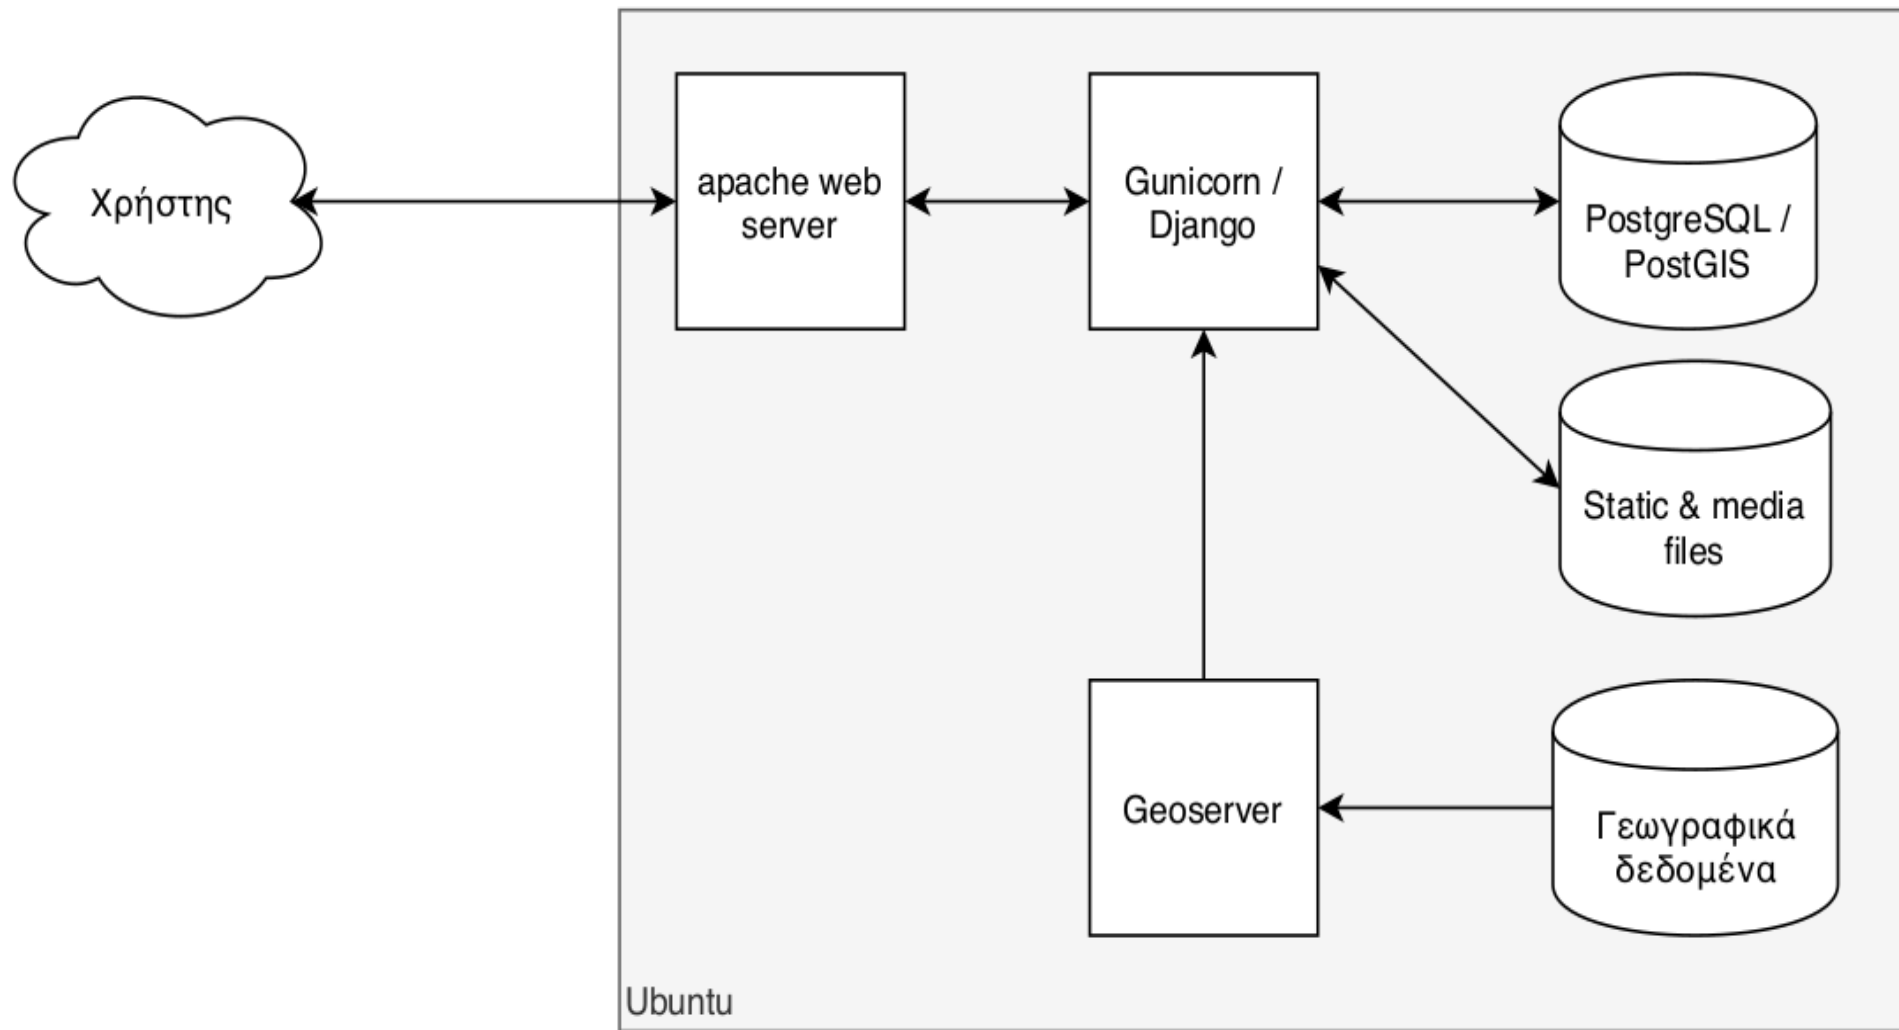 Χρήστης
apache web
server
Gunicorn /
Django
PostgreSQL /
PostGIS
Static & media
files
Geoserver
Γεωγραφικά
δεδομένα
Ubuntu